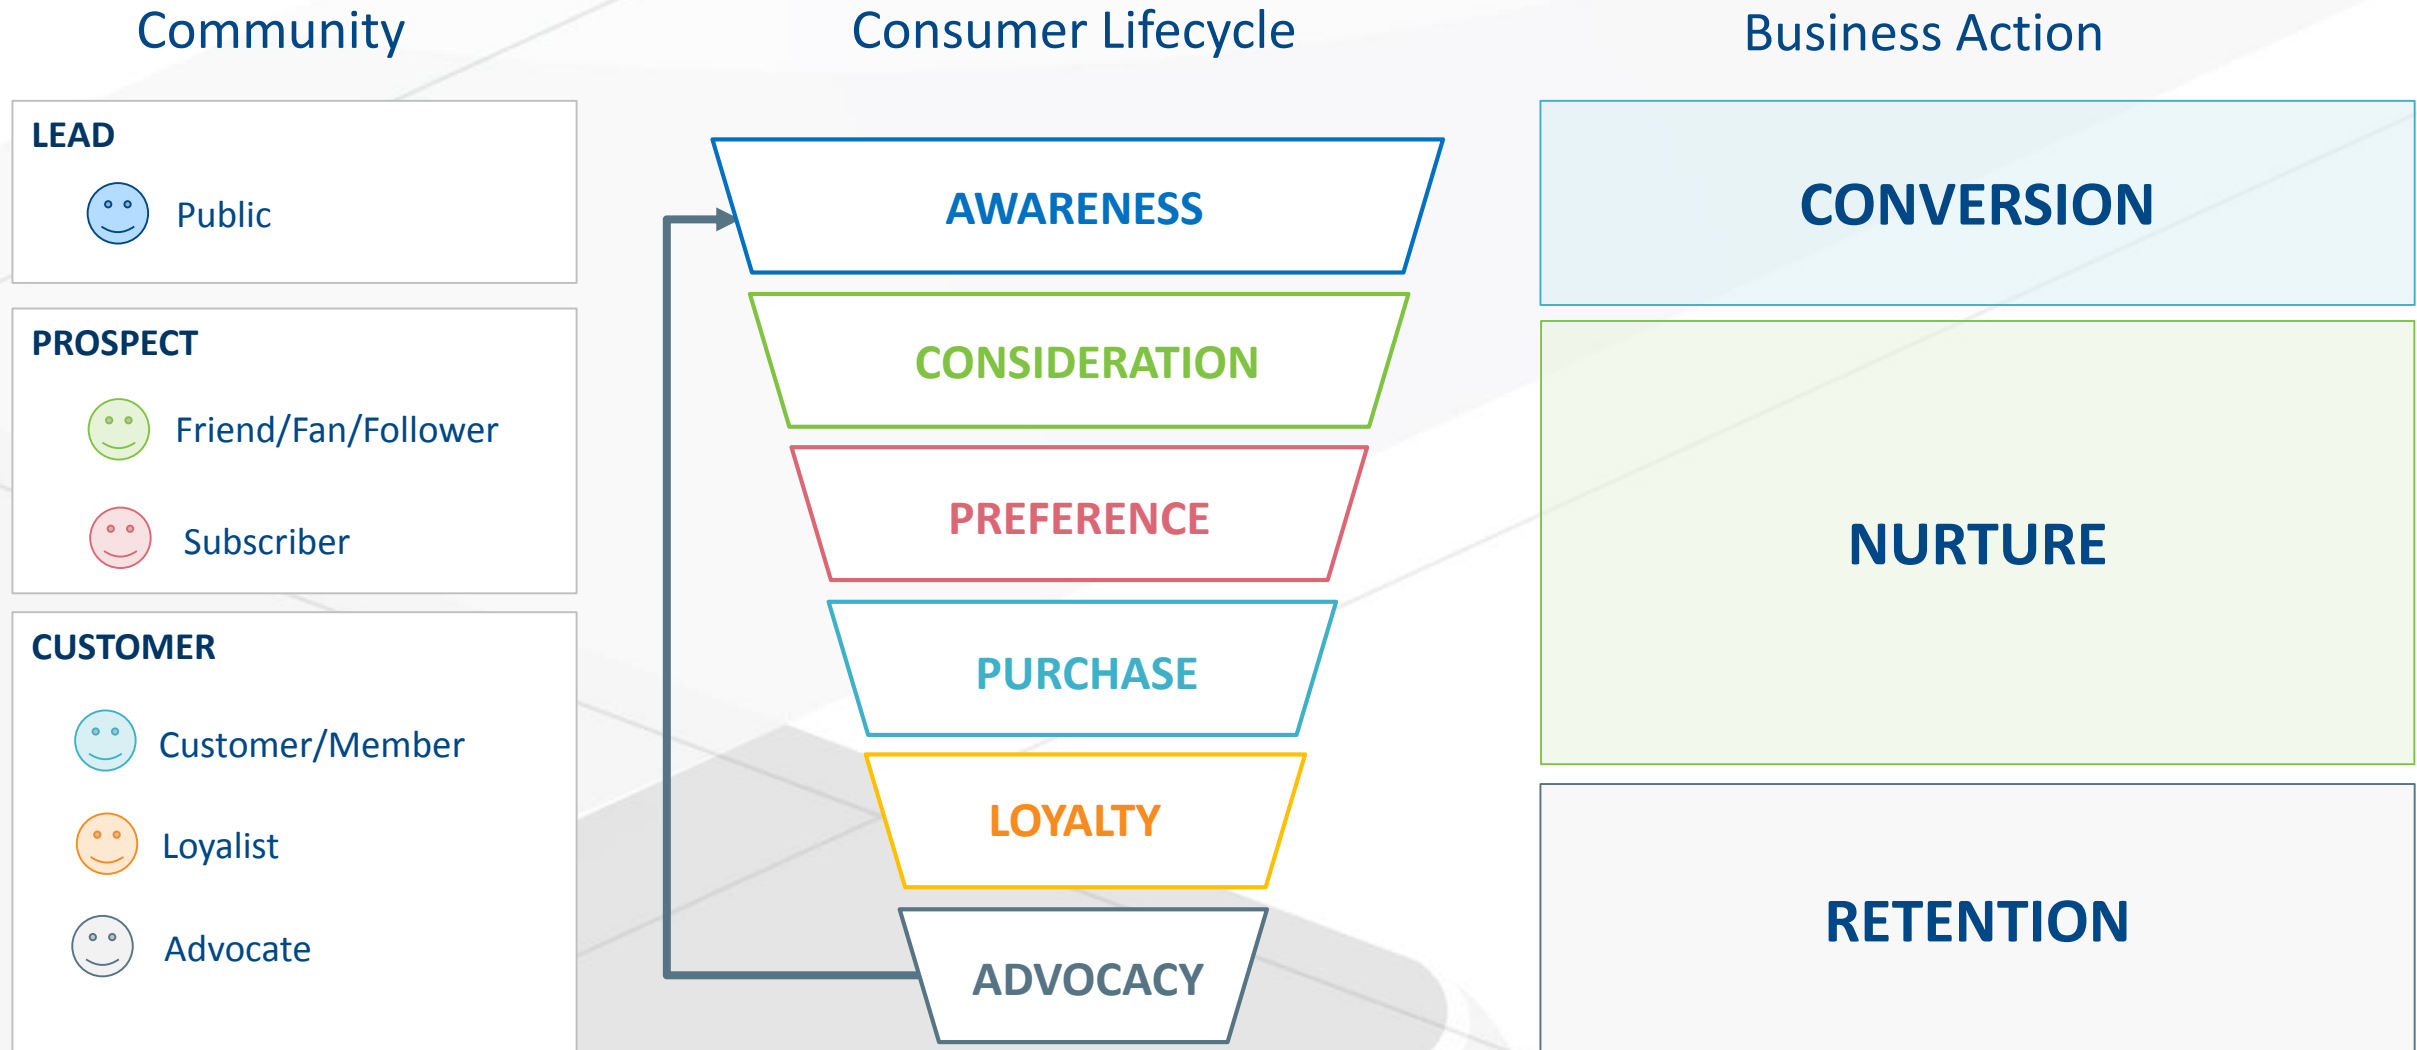 Community
LEAD
Public
PROSPECT
Friend/Fan/Follower
Subscriber
CUSTOMER
Customer/Member
Loyalist
Advocate
Consumer Lifecycle
AWARENESS
CONSIDERATION
PREFERENCE
PURCHASE
LOYALTY
ADVOCACY
Business Action
CONVERSION
NURTURE
RETENTION